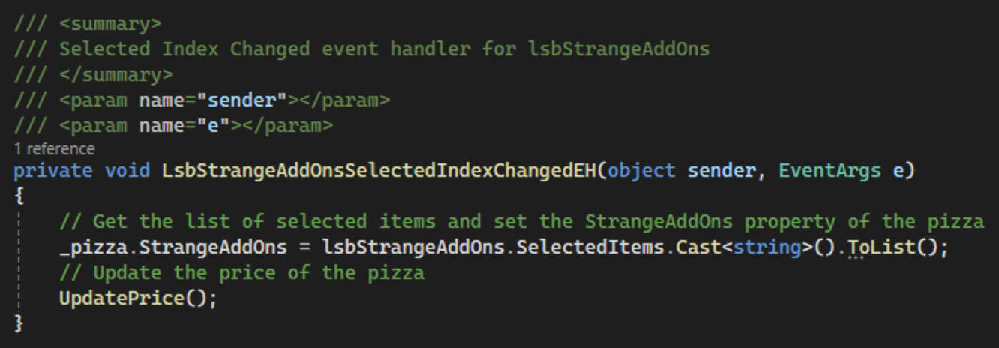 /// <summary>
/// Selected Index Changed event handler for lsbStrangeAddOns
/// </summary>
/// <param name="sender"></param>
/// <param name="e"></param>
1 reference
private void LsbStrangeAddOnsSelectedIndexChangedEH(object sender, EventArgs e)
{
    // Get the list of selected items and set the StrangeAddOns property of the pizza
    _pizza.StrangeAddOns = lsbStrangeAddOns.SelectedItems.Cast<string>().ToList();
    // Update the price of the pizza
    UpdatePrice();
}